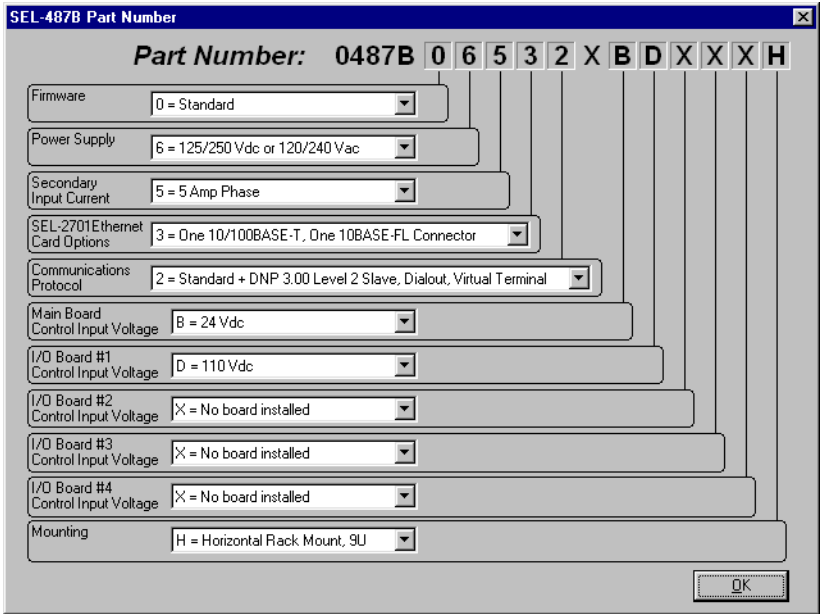 SEL-487B Part Number
Part Number: 0487B 0 6 5 3 2 X B D X X X H
Firmware
0 = Standard
Power Supply
6 = 125/250 Vdc or 120/240 Vac
Secondary
Input Current
5 = 5 Amp Phase
SEL-2701Ethernet
Card Options
3 = One 10/100BASE-T, One 10BASE-FL Connector
Communications
Protocol
2 = Standard + DNP 3.00 Level 2 Slave, Dialout, Virtual Terminal
Main Board
Control Input Voltage
B = 24 Vdc
I/O Board #1
Control Input Voltage
D = 110 Vdc
I/O Board #2
Control Input Voltage
X = No board installed
I/O Board #3
Control Input Voltage
X = No board installed
I/O Board #4
Control Input Voltage
X = No board installed
Mounting
H = Horizontal Rack Mount, 9U
OK